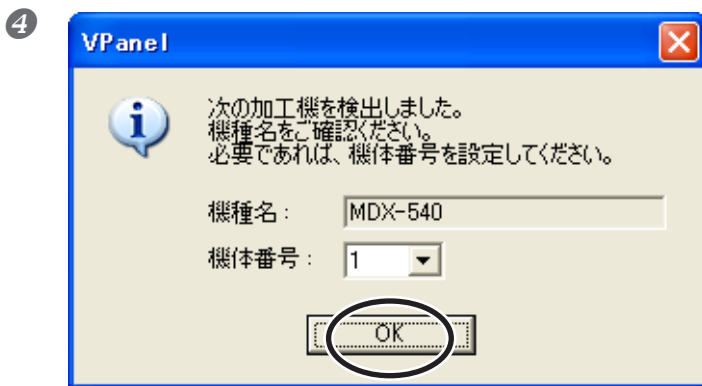 4
VPanel
次の加工機を検出しました。
機種名をご確認ください。
必要であれば、機体番号を設定してください。
機種名： MDX-540
機体番号： 1
OK